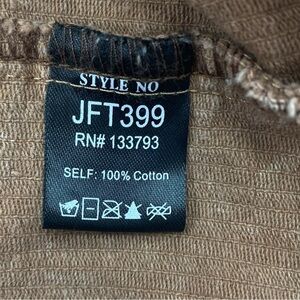 STYLE NO
JFT399
RN# 133793
SELF: 100% Cotton